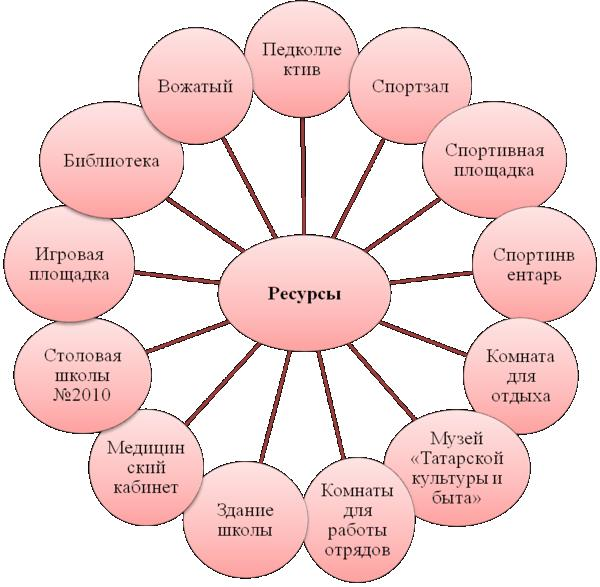 Педколле
ктив
Спортзал
Спортивная
площадка
Спортинв
ентарь
Комната
для
отдыха
Музей
«Татарской
культуры и
быта»
Комнаты
для
работы
отрядов
Здание
школы
Медицин
ский
кабинет
Столовая
школы
№2010
Игровая
площадка
Библиотека
Вожатый
Ресурсы